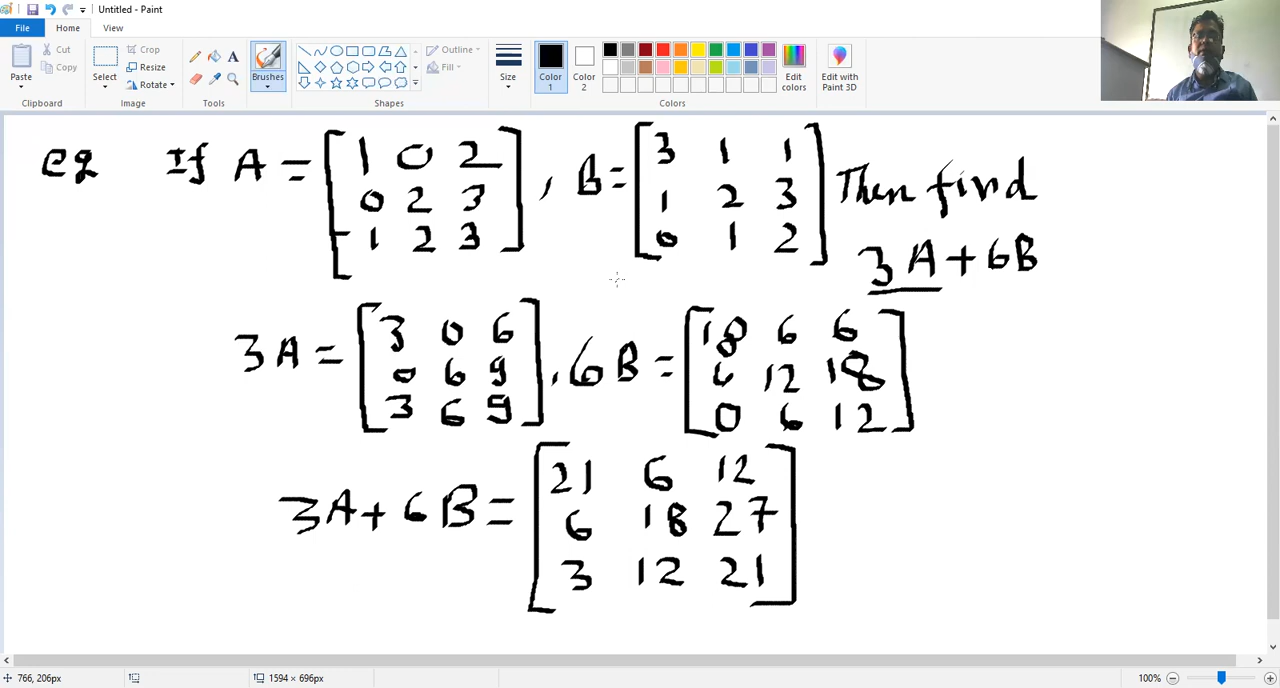 Untitled - Paint
File Home View
Paste Cut Copy Clipboard
Select Crop Resize Rotate Image
Tools
Brushes
Outline Fill Shapes
Size
Color 1 Color 2 Edit colors Colors
Edit with Paint 3D
eg If A = [1 0 2
0 2 3
1 2 3] , B = [3 1 1
1 2 3
0 1 2] Then find
3A + 6B
3A = [3 0 6
0 6 9
3 6 9] , 6B = [18 6 6
6 12 18
0 6 12]
3A + 6B = [21 6 12
6 18 27
3 12 21]
766, 206px 1594 × 696px 100%